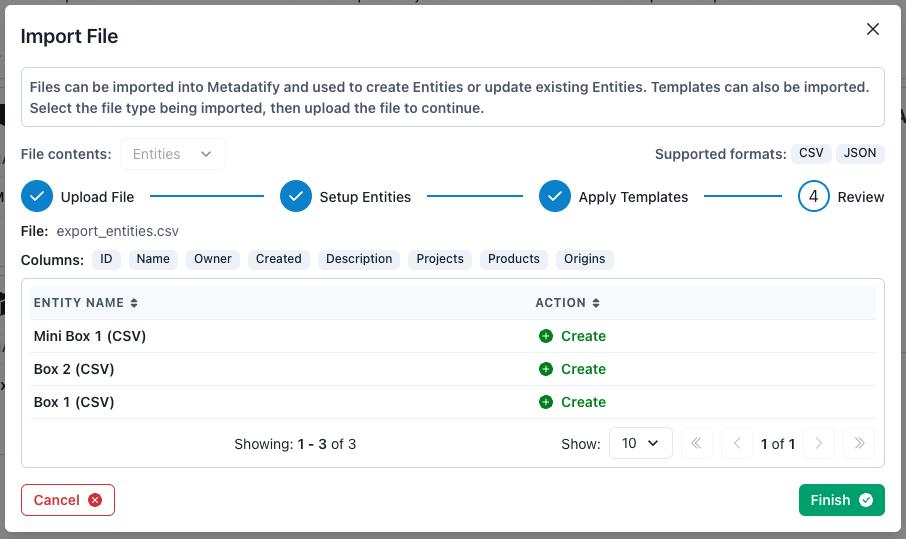 Import File
Files can be imported into Metadatify and used to create Entities or update existing Entities. Templates can also be imported.
Select the file type being imported, then upload the file to continue.
File contents: Entities Supported formats: CSV JSON
Upload File Setup Entities Apply Templates 4 Review
File: export_entities.csv
Columns: ID Name Owner Created Description Projects Products Origins
ENTITY NAME ACTION
Mini Box 1 (CSV) Create
Box 2 (CSV) Create
Box 1 (CSV) Create
Showing: 1 - 3 of 3 Show: 10 1 of 1
Cancel Finish